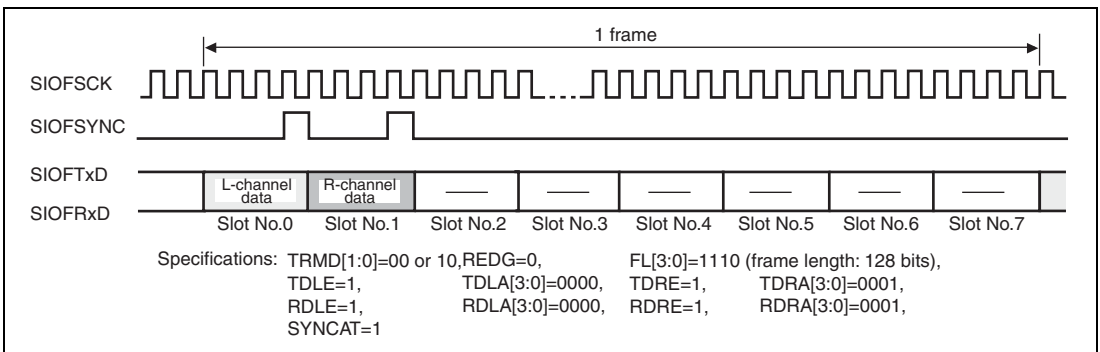 1 frame
SIOFSCK
SIOFSYNC
SIOFTxD
SIOFRxD
L-channel data
R-channel data
Slot No.0 Slot No.1 Slot No.2 Slot No.3 Slot No.4 Slot No.5 Slot No.6 Slot No.7
Specifications: TRMD[1:0]=00 or 10,REDG=0, FL[3:0]=1110 (frame length: 128 bits),
TDLE=1, TDLA[3:0]=0000, TDRE=1, TDRA[3:0]=0001,
RDLE=1, RDLA[3:0]=0000, RDRE=1, RDRA[3:0]=0001,
SYNCAT=1